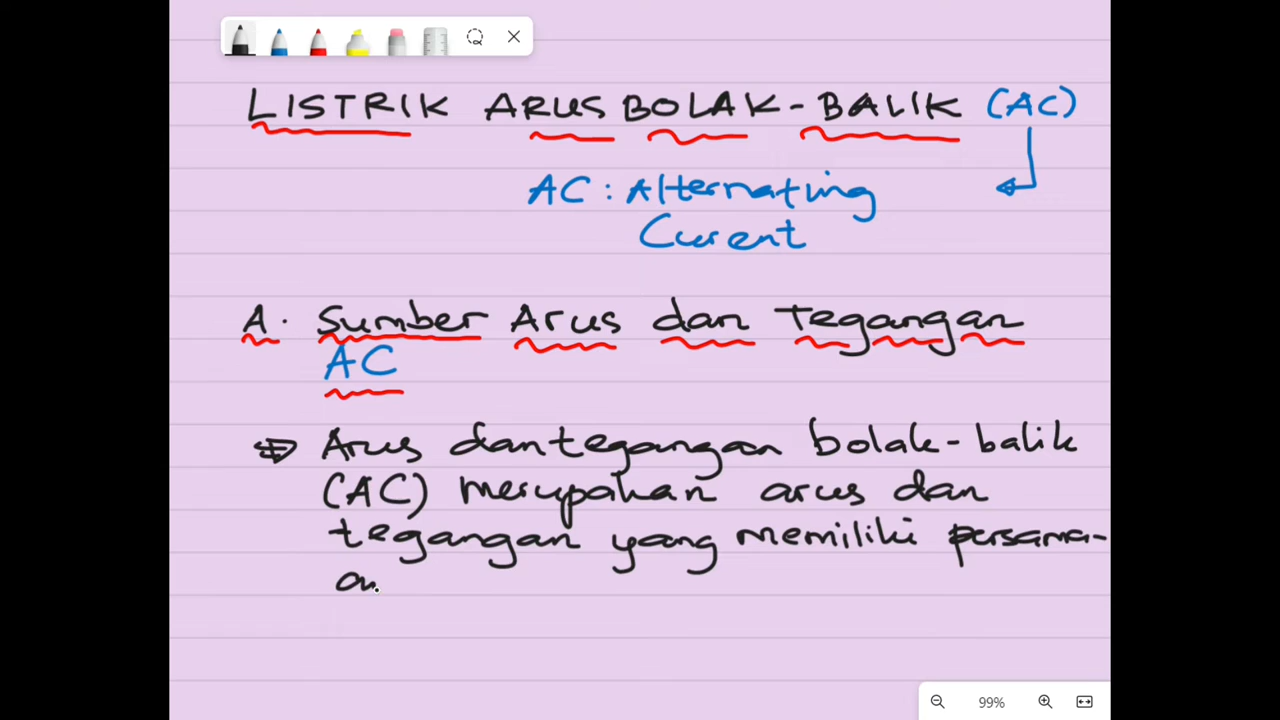 LISTRIK ARUS BOLAK-BALIK (AC)
AC : Alternating
Current
A. Sumber Arus dan Tegangan
AC
⇒ Arus dan tegangan bolak-balik
(AC) merupakan arus dan
tegangan yang memiliki persama-
an
99%